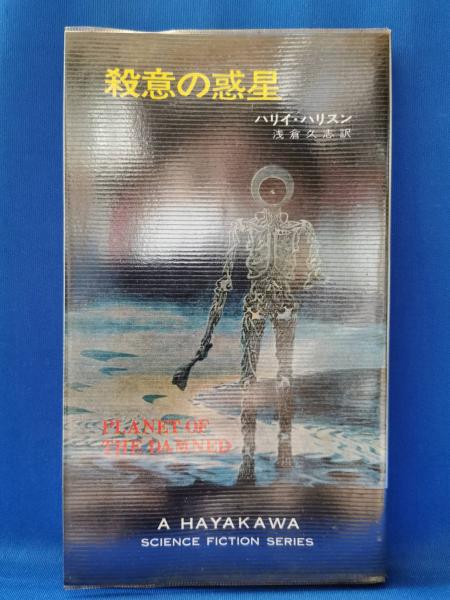 殺意の惑星
ハリイ・ハリスン
浅倉久志訳
PLANET OF
THE DAMNED
A HAYAKAWA
SCIENCE FICTION SERIES